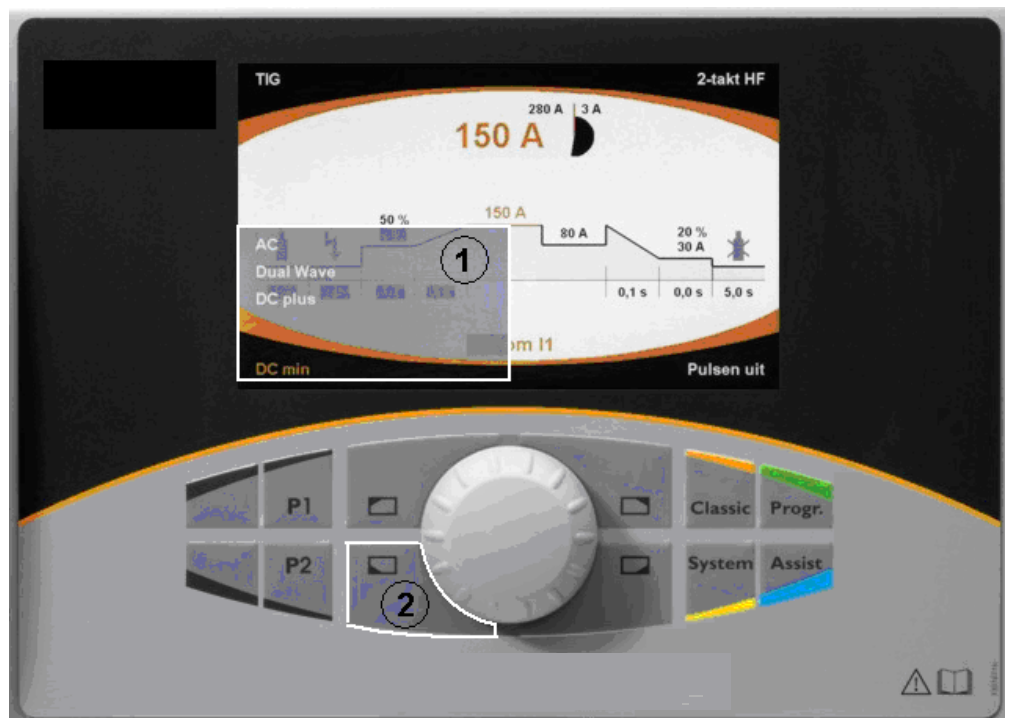 TIG 2-takt HF
280 A 3 A
150 A
150 A
50 %
80 A
20 %
30 A
AC
1
Dual Wave
DC plus
0,1 s 0,0 s 5,0 s
om I1
DC min Pulsen uit
P1 Classic Progr.
P2 System Assist
2